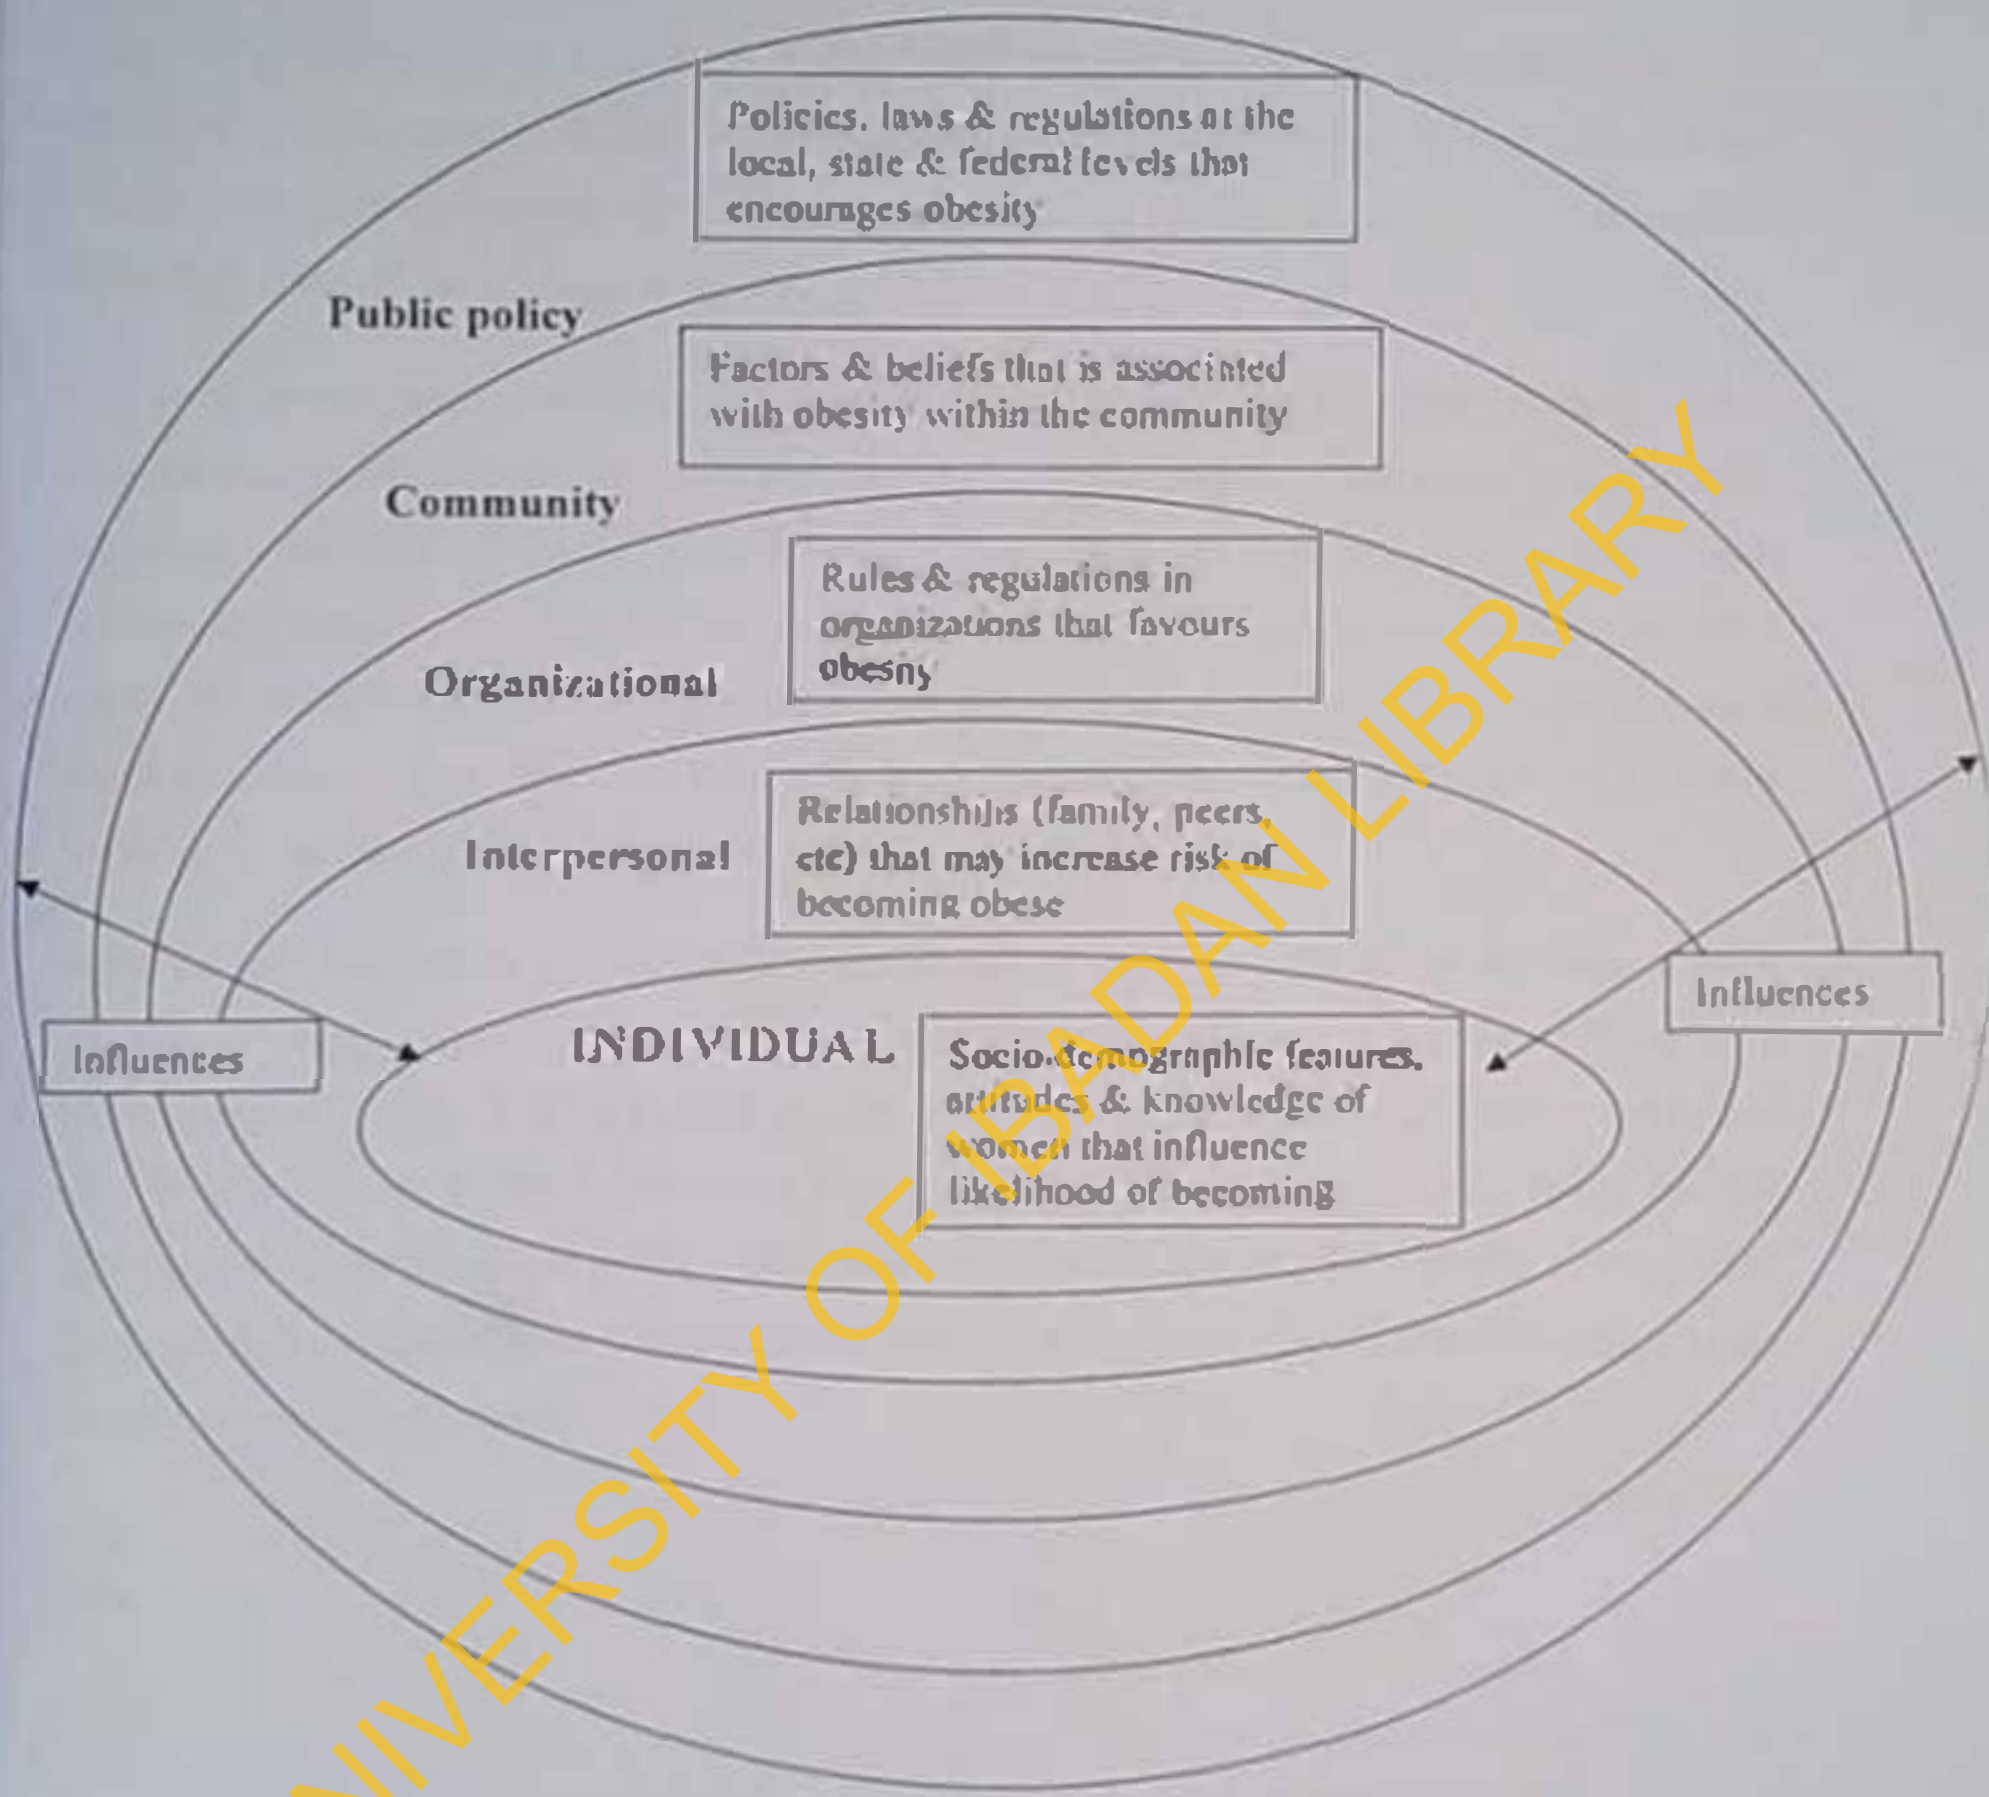 Policies, laws & regulations at the
local, state & federal levels that
encourages obesity
Public policy
Factors & beliefs that is associated
with obesity within the community
Community
Rules & regulations in
organizations that favours
obesity
Organizational
Relationships (family, peers,
etc) that may increase risk of
becoming obese
Interpersonal
Influences
Influences
INDIVIDUAL
Socio-demographic features,
attitudes & knowledge of
women that influence
likelihood of becoming
UNIVERSITY OF IBADAN LIBRARY